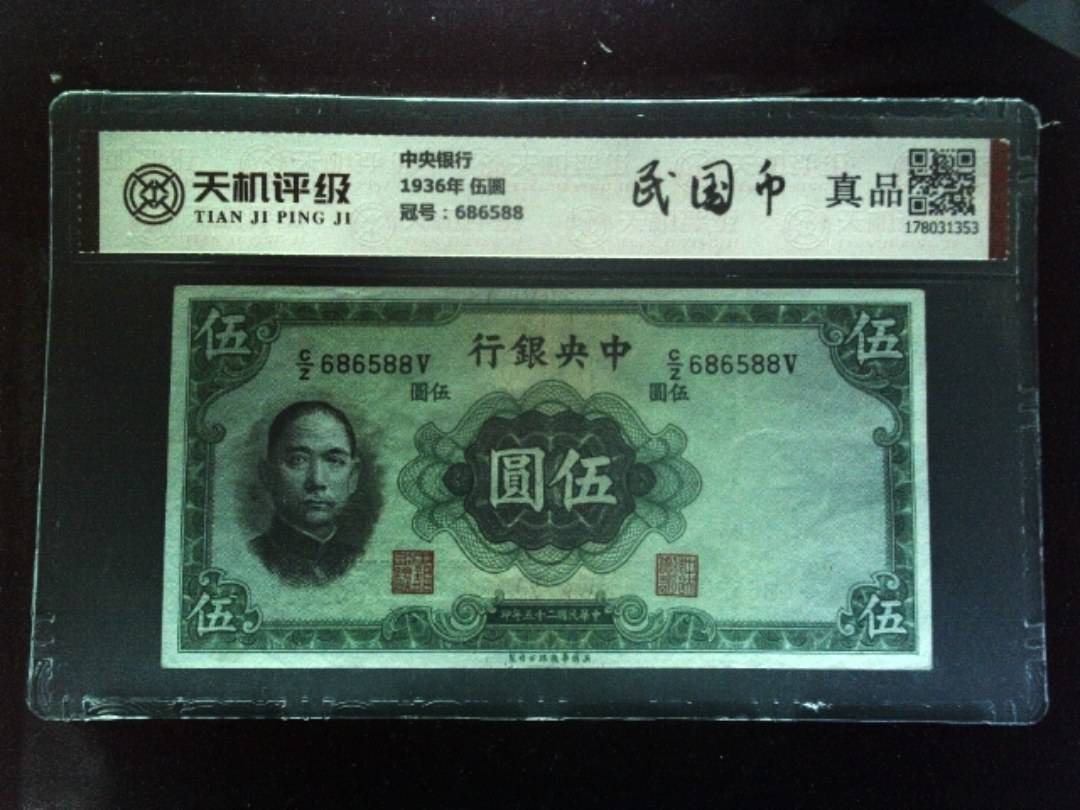 天机评级
TIAN JI PING JI
中央银行
1936年 伍圆
冠号：686588
民国币
真品
178031353
伍
伍
行銀央中
C/Z 686588V
C/Z 686588V
圓伍
圓伍
圓伍
伍
伍